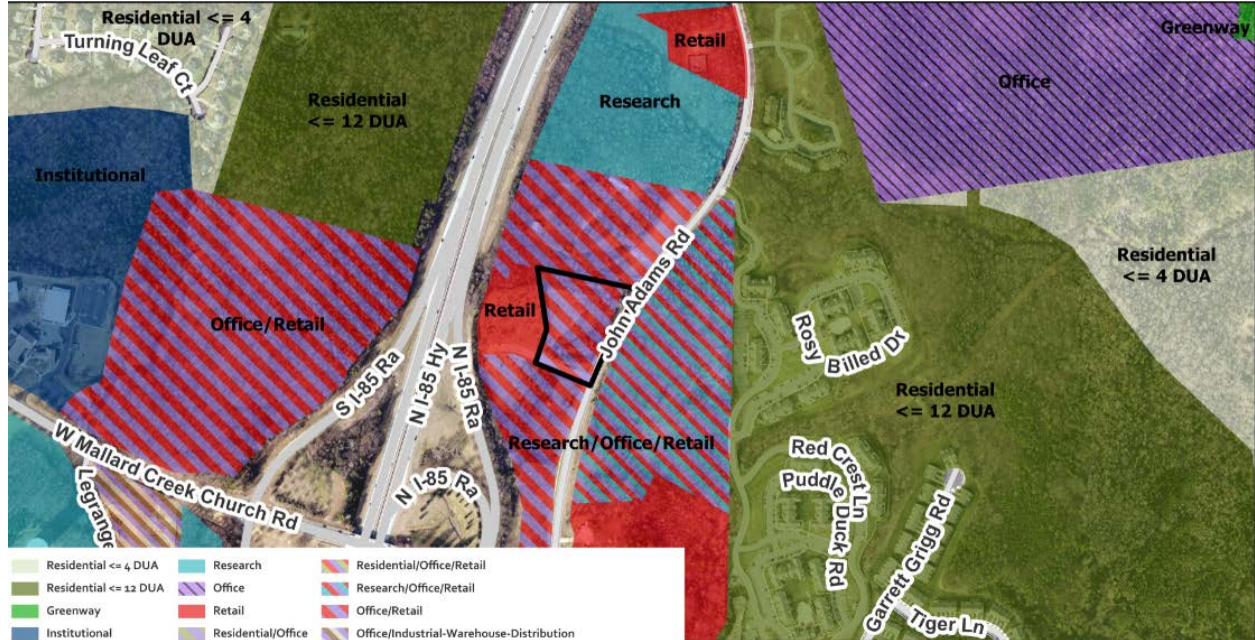 Residential <= 4
DUA
Turning Leaf Ct
Residential
<= 12 DUA
Institutional
Retail
Research
Greenway
Office
Office/Retail
Retail
John Adams Rd
Residential
<= 4 DUA
S I-85 Ra
N I-85 Hy
N I-85 Ra
Rosy Billed Dr
Residential
<= 12 DUA
Research/Office/Retail
W Mallard Creek Church Rd
Legrange
N I-85 Ra
Red Crest Ln
Puddle Duck Rd
Garrett Grigg Rd
Tiger Ln
Residential <= 4 DUA
Residential <= 12 DUA
Greenway
Institutional
Research
Office
Retail
Residential/Office
Residential/Office/Retail
Research/Office/Retail
Office/Retail
Office/Industrial-Warehouse-Distribution